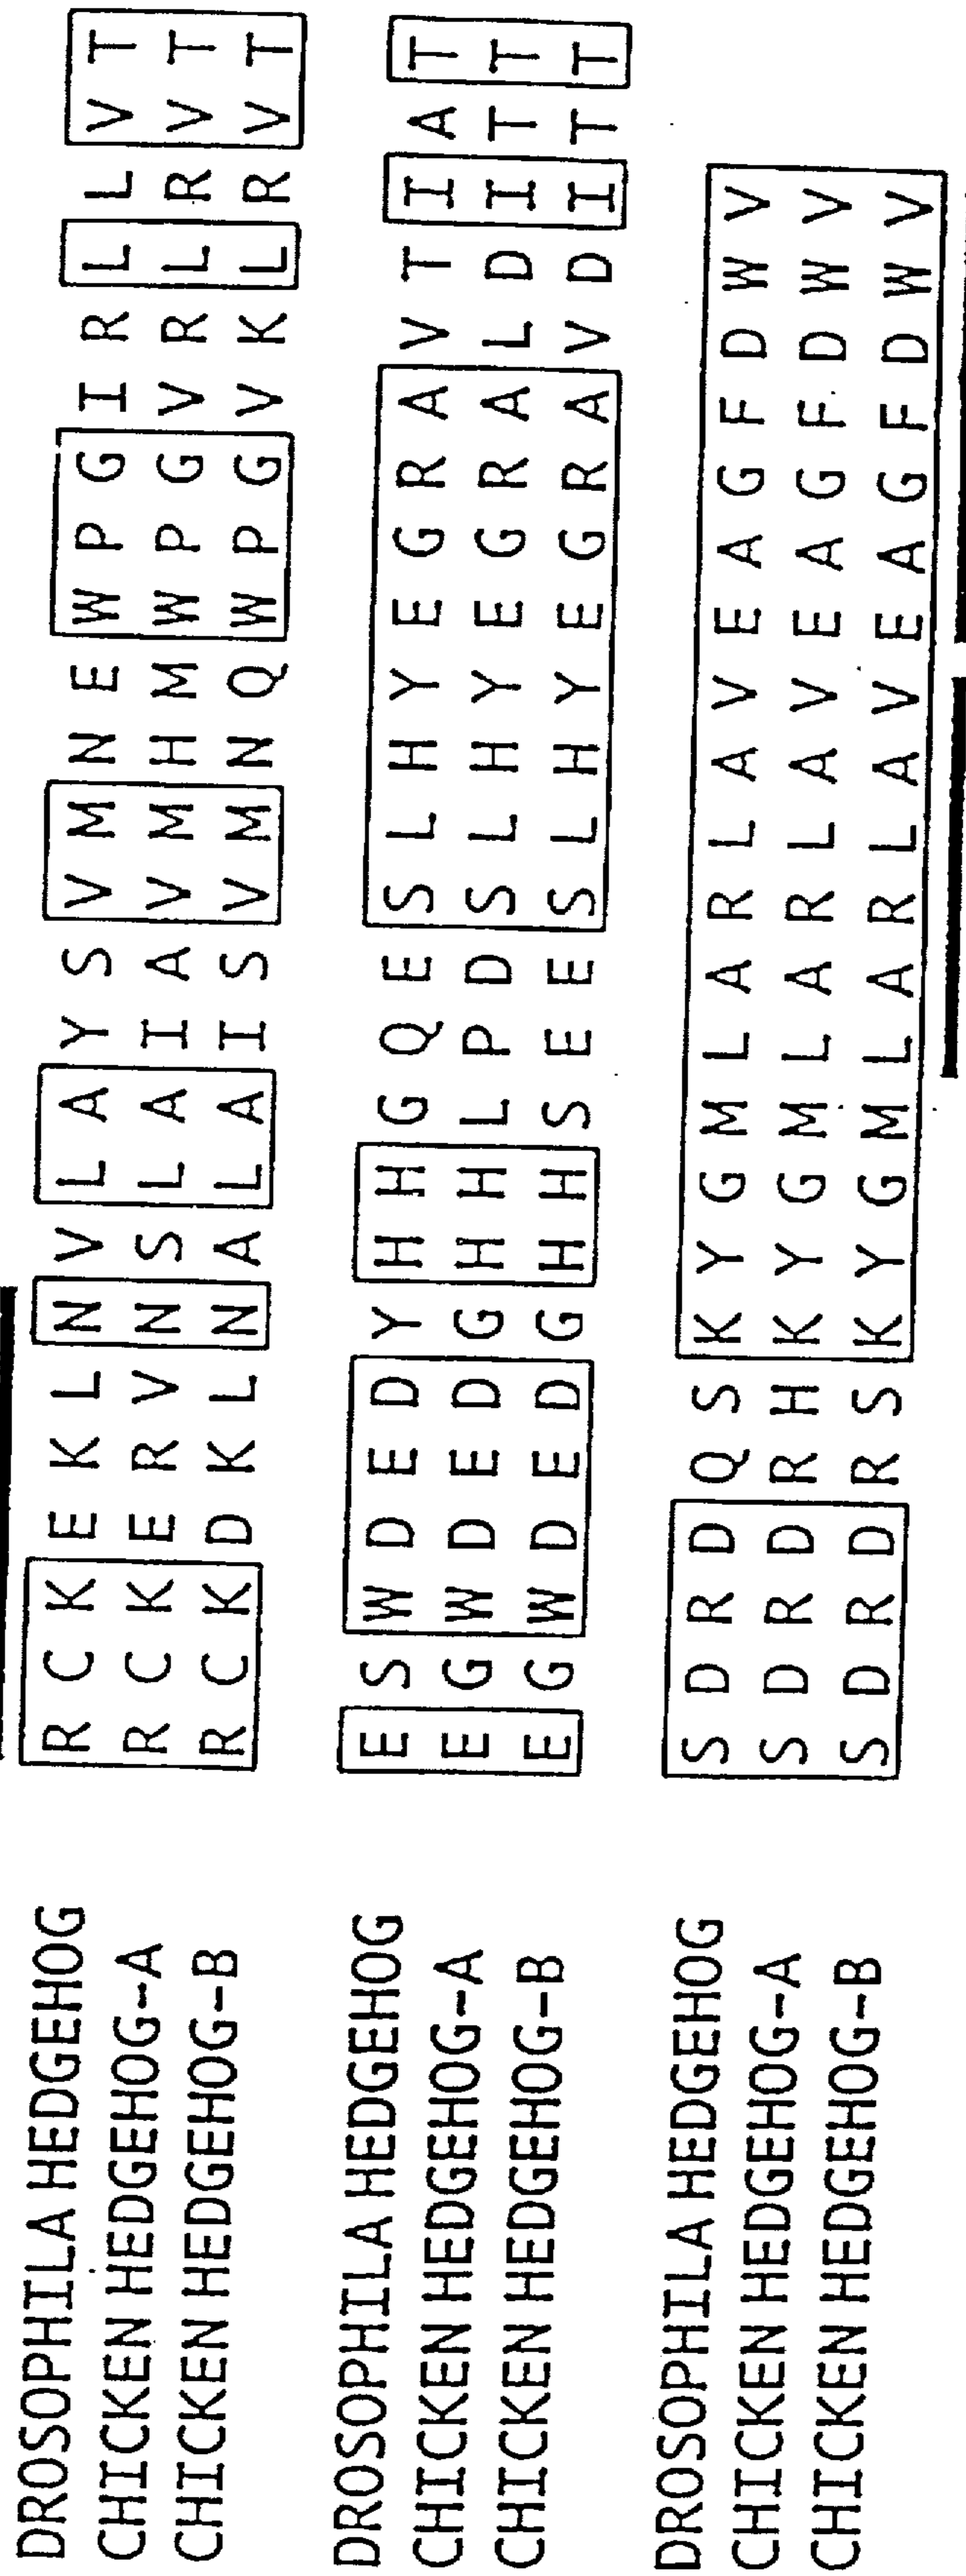 DROSOPHILA HEDGEHOG R C K E K L N V L A Y S V M N E W P G I R L L V T
CHICKEN HEDGEHOG-A R C K E R V N S L A I A V M H M W P G V R L R V T
CHICKEN HEDGEHOG-B R C K D K L N A L A I S V M N Q W P G V K L R V T
DROSOPHILA HEDGEHOG E S W D E D Y H H G Q E S L H Y E G R A V T I A T
CHICKEN HEDGEHOG-A E G W D E D G H H L P D S L H Y E G R A L D I T T
CHICKEN HEDGEHOG-B E G W D E D G H H S E E S L H Y E G R A V D I T T
DROSOPHILA HEDGEHOG S D R D Q S K Y G M L A R L A V E A G F D W V
CHICKEN HEDGEHOG-A S D R D R H K Y G M L A R L A V E A G F D W V
CHICKEN HEDGEHOG-B S D R D R S K Y G M L A R L A V E A G F D W V